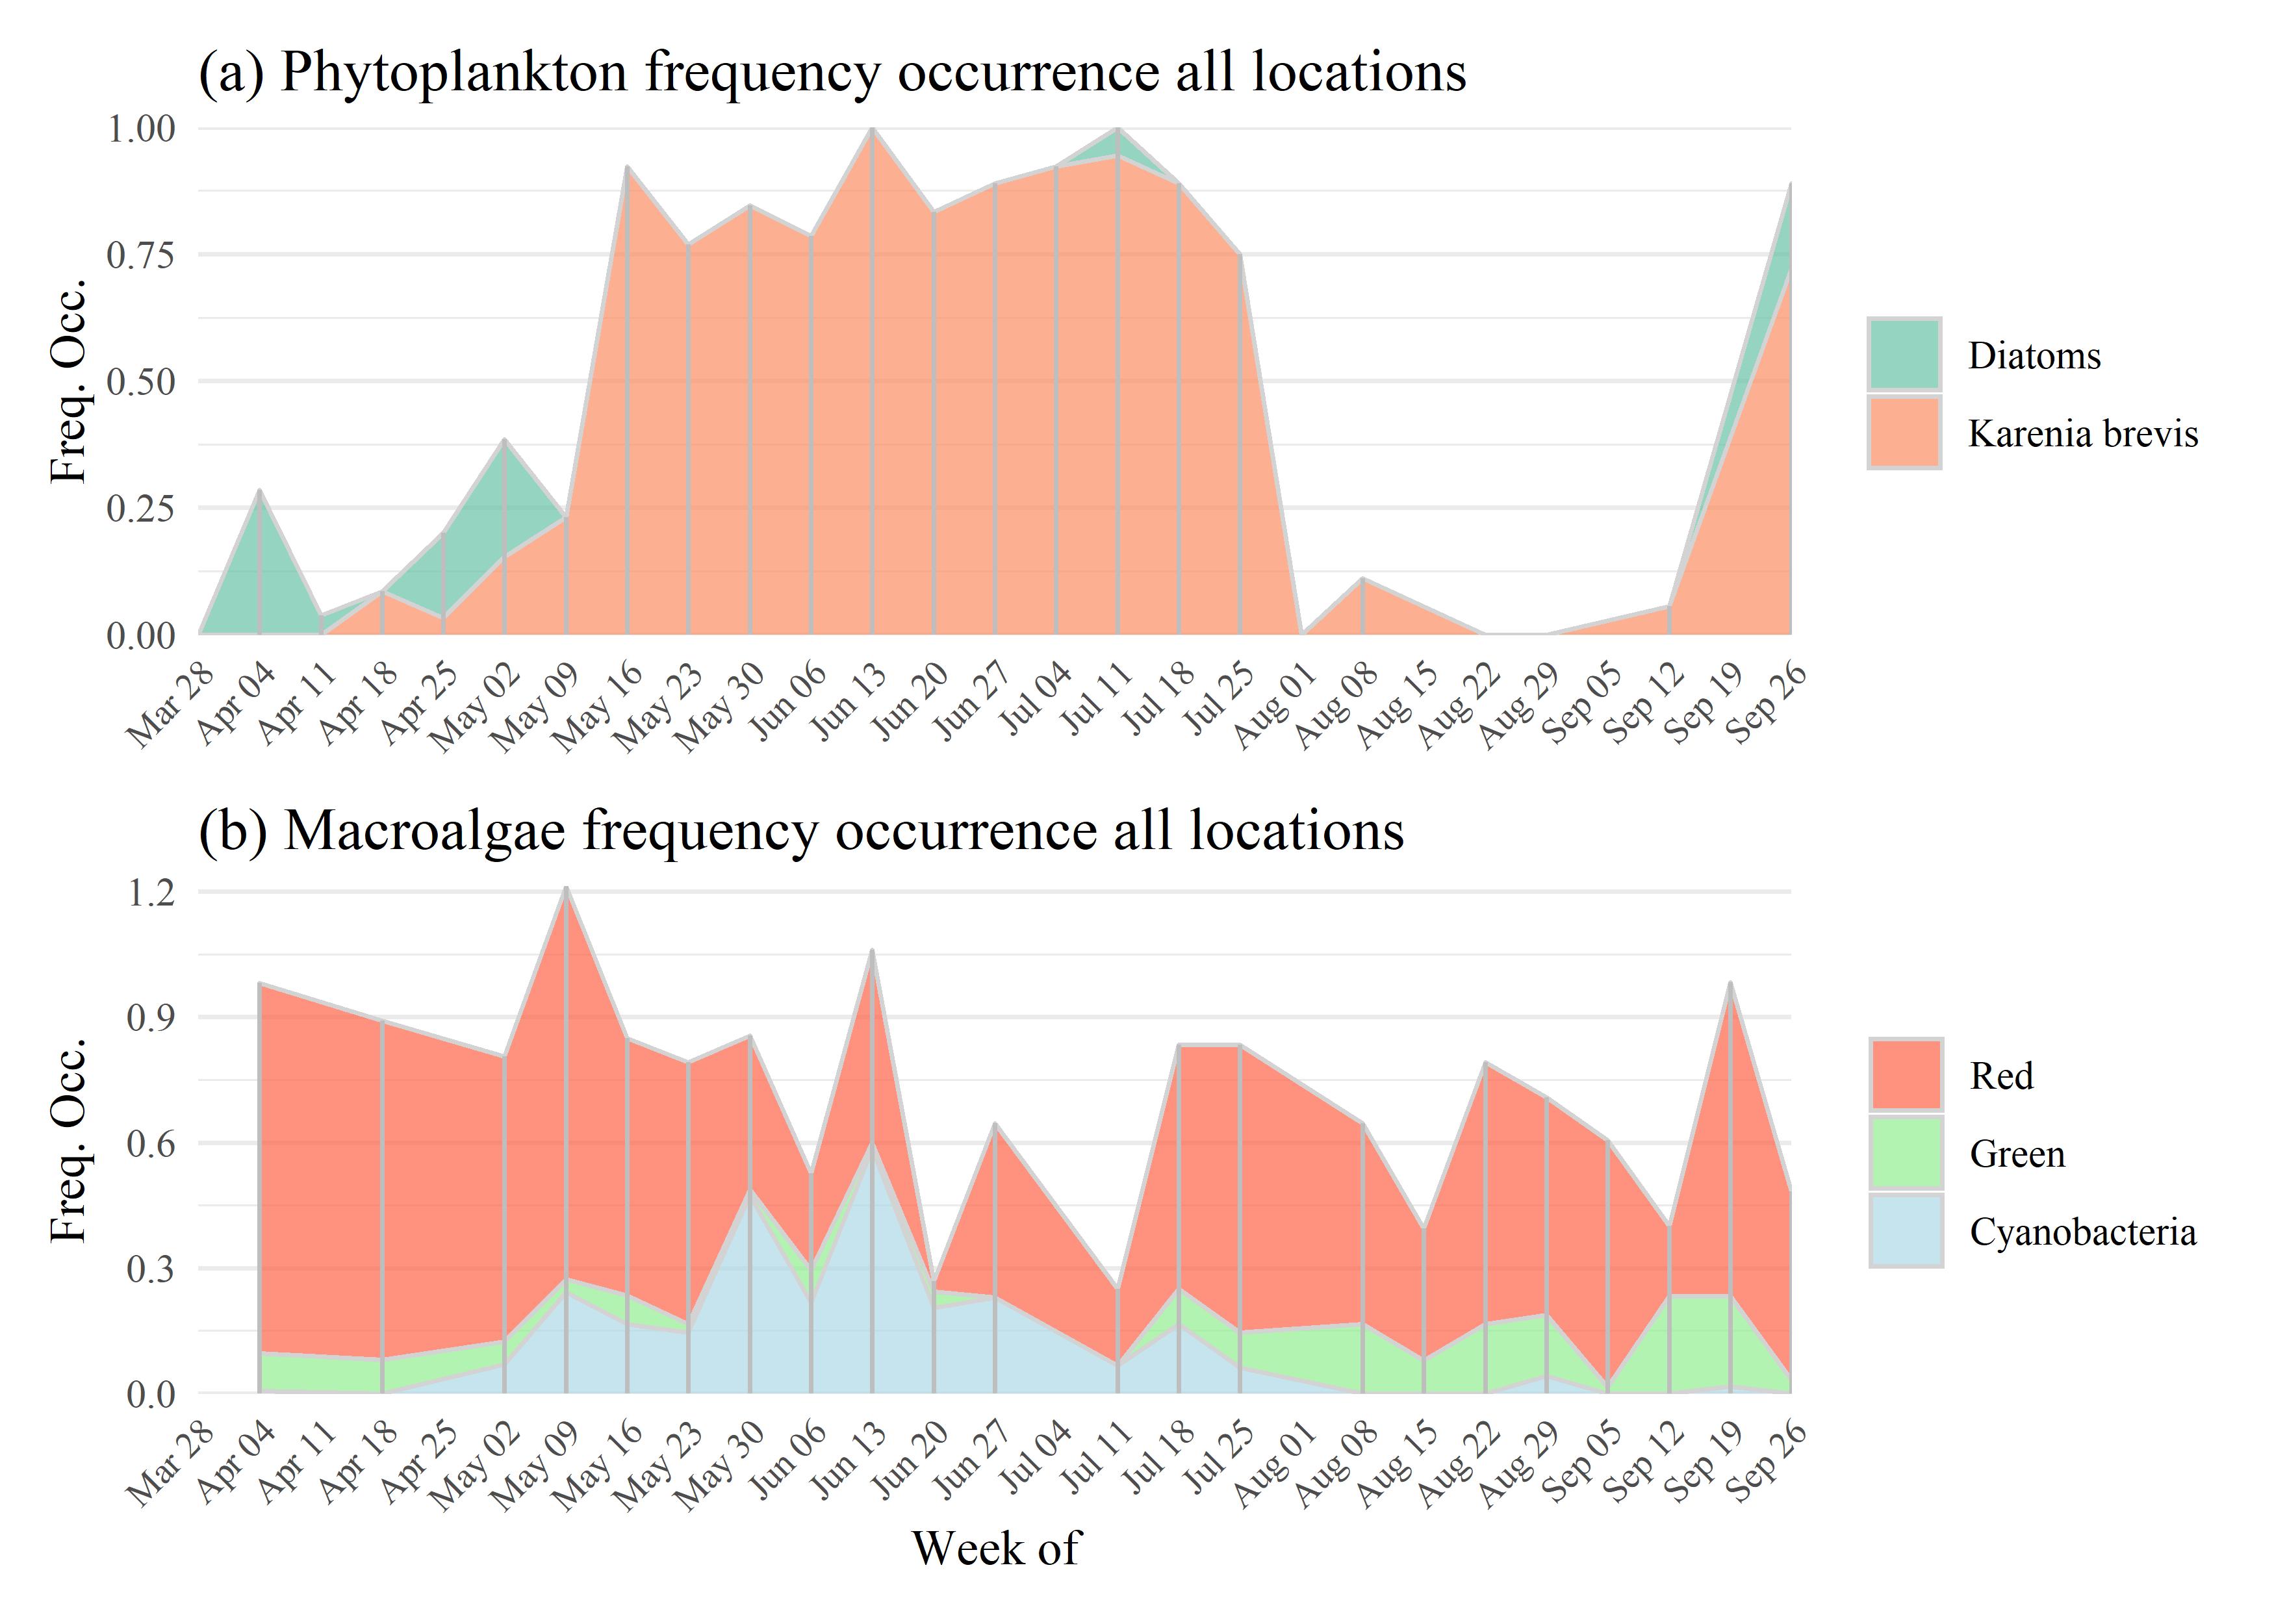 (a) Phytoplankton frequency occurrence all locations
1.00
0.75
0.50
0.25
0.00
Freq. Occ.
Mar 28
Apr 04
Apr 11
Apr 18
Apr 25
May 02
May 09
May 16
May 23
May 30
Jun 06
Jun 13
Jun 20
Jun 27
Jul 04
Jul 11
Jul 18
Jul 25
Aug 01
Aug 08
Aug 15
Aug 22
Aug 29
Sep 05
Sep 12
Sep 19
Sep 26
Diatoms
Karenia brevis
(b) Macroalgae frequency occurrence all locations
1.2
0.9
0.6
0.3
0.0
Freq. Occ.
Mar 28
Apr 04
Apr 11
Apr 18
Apr 25
May 02
May 09
May 16
May 23
May 30
Jun 06
Jun 13
Jun 20
Jun 27
Jul 04
Jul 11
Jul 18
Jul 25
Aug 01
Aug 08
Aug 15
Aug 22
Aug 29
Sep 05
Sep 12
Sep 19
Sep 26
Week of
Red
Green
Cyanobacteria